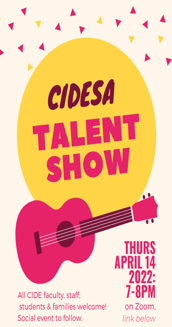 CIDESA
TALENT
SHOW
THURS
APRIL 14
2022:
7-8PM
on Zoom,
link below
All CIDE faculty, staff,
students & families welcome!
Social event to follow.